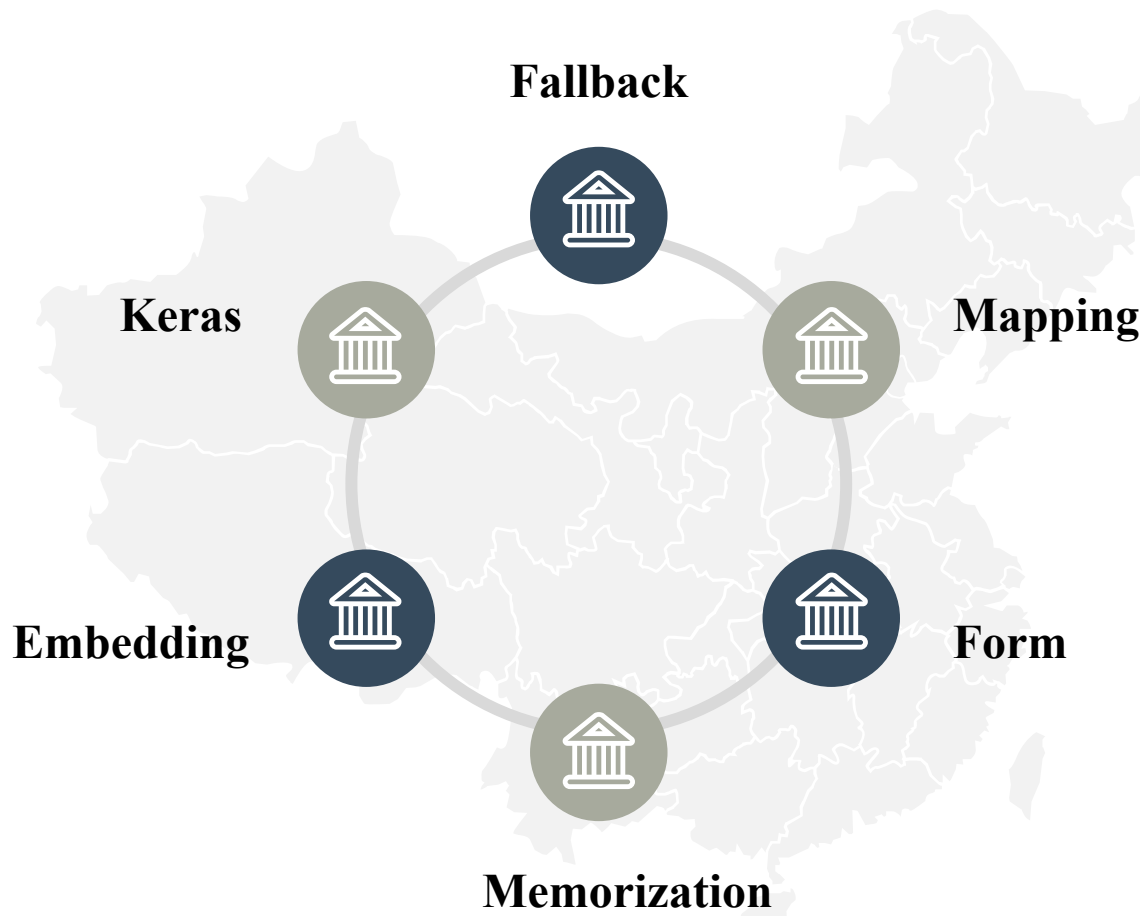 Fallback
Keras
Mapping
Embedding
Form
Memorization